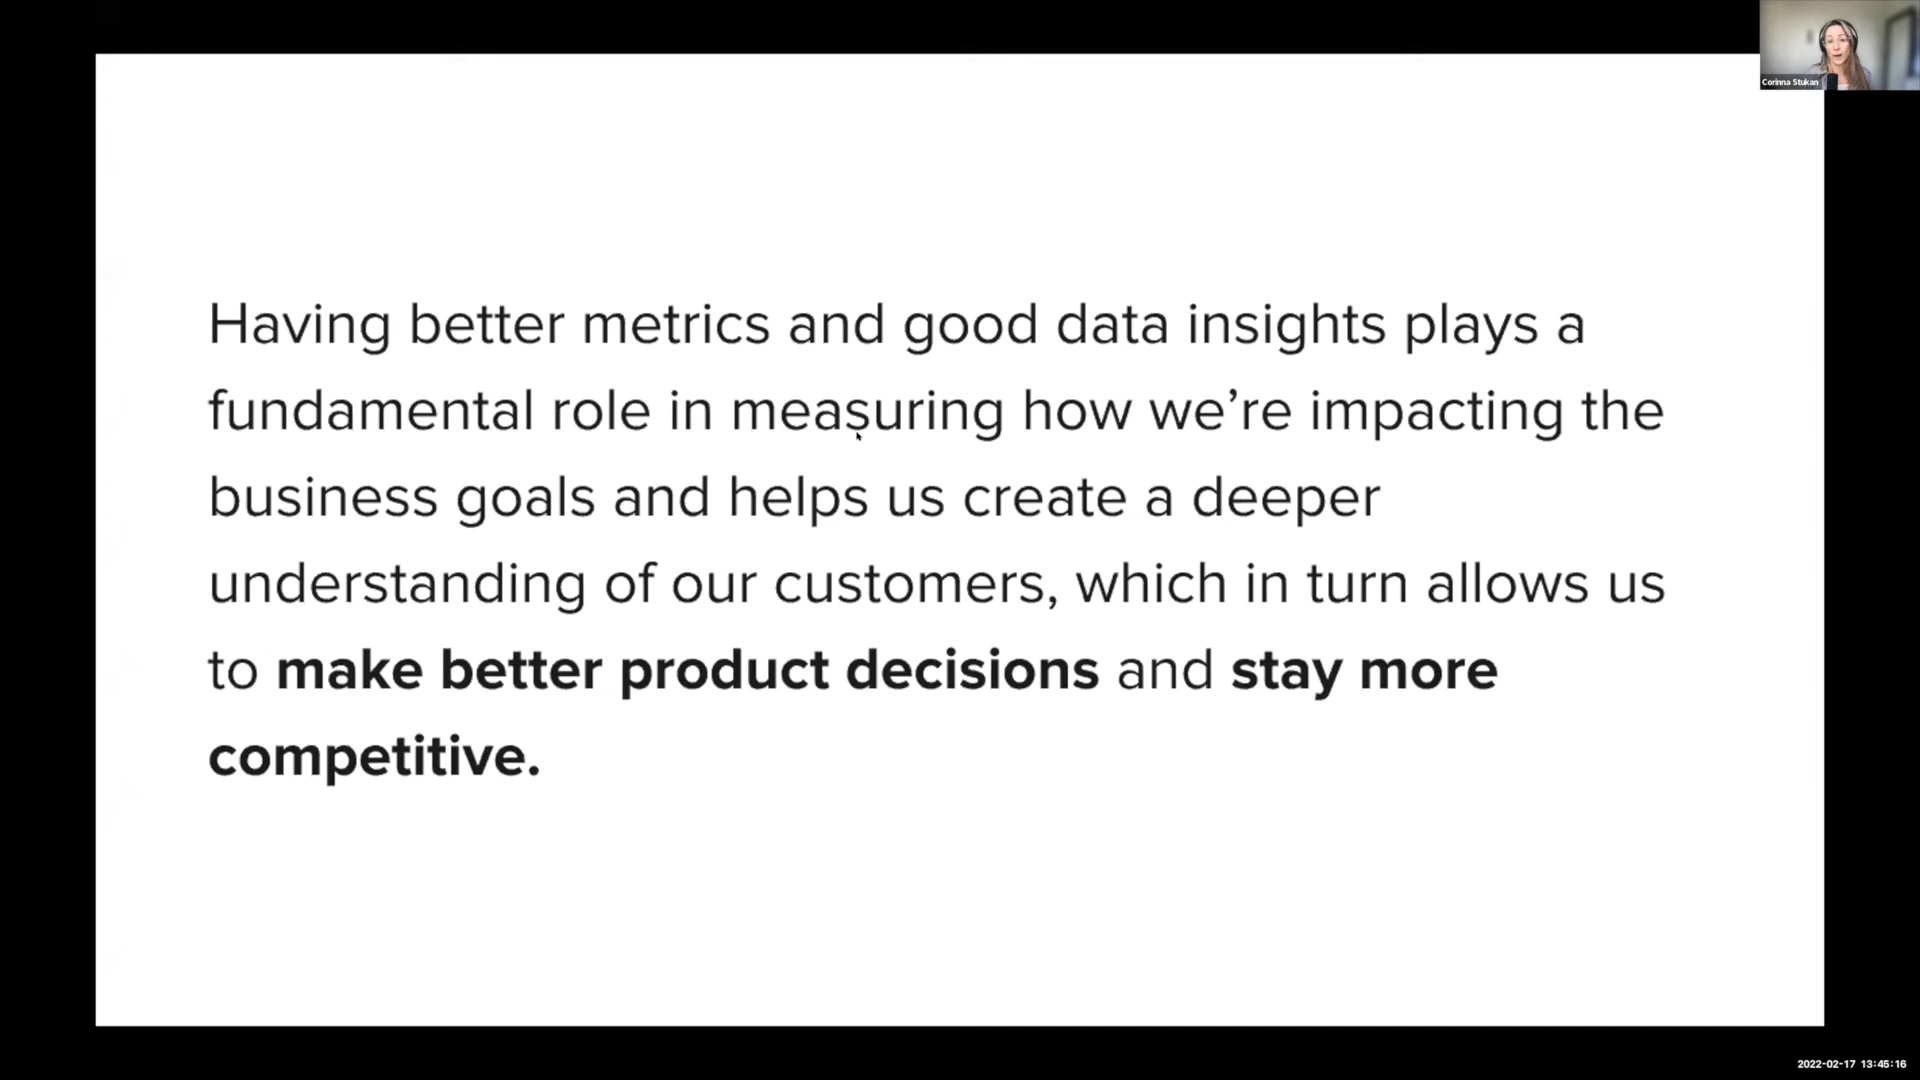 Corinna Stukan
Having better metrics and good data insights plays a
fundamental role in measuring how we’re impacting the
business goals and helps us create a deeper
understanding of our customers, which in turn allows us
to make better product decisions and stay more
competitive.
2022-02-17 13:45:16